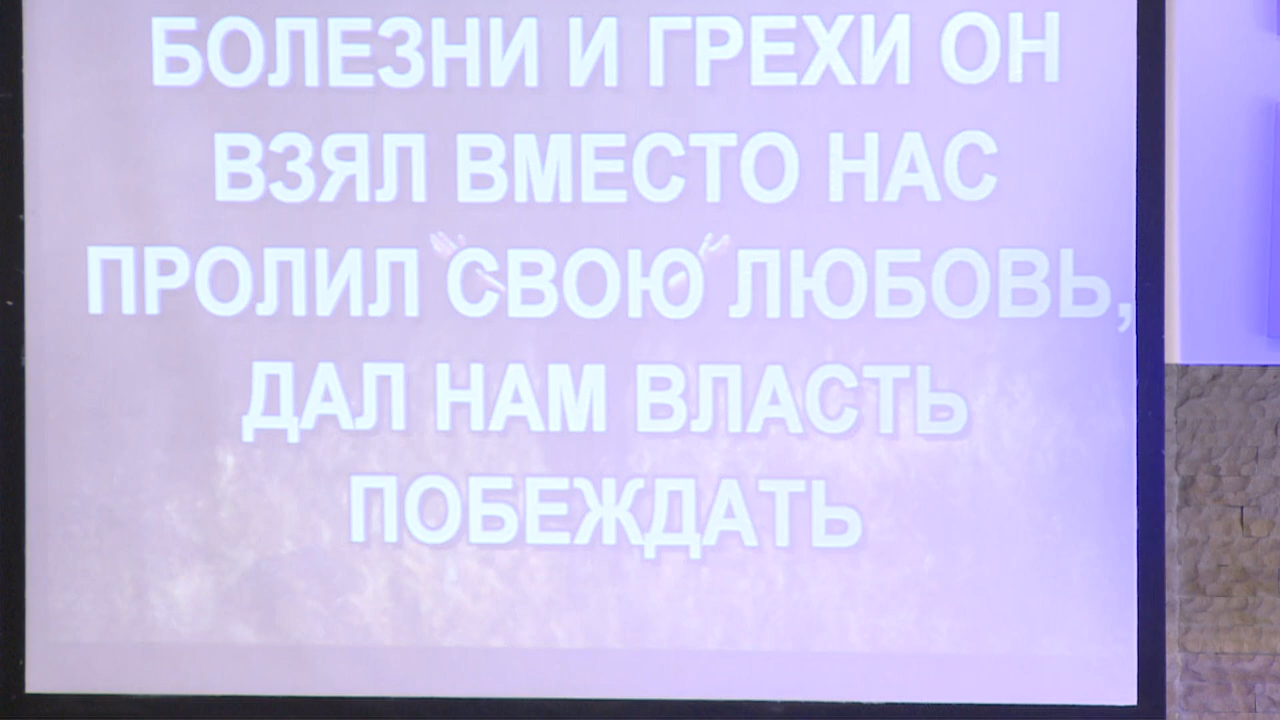 БОЛЕЗНИ И ГРЕХИ ОН
ВЗЯЛ ВМЕСТО НАС
ПРОЛИЛ СВОЮ ЛЮБОВЬ,
ДАЛ НАМ ВЛАСТЬ
ПОБЕЖДАТЬ